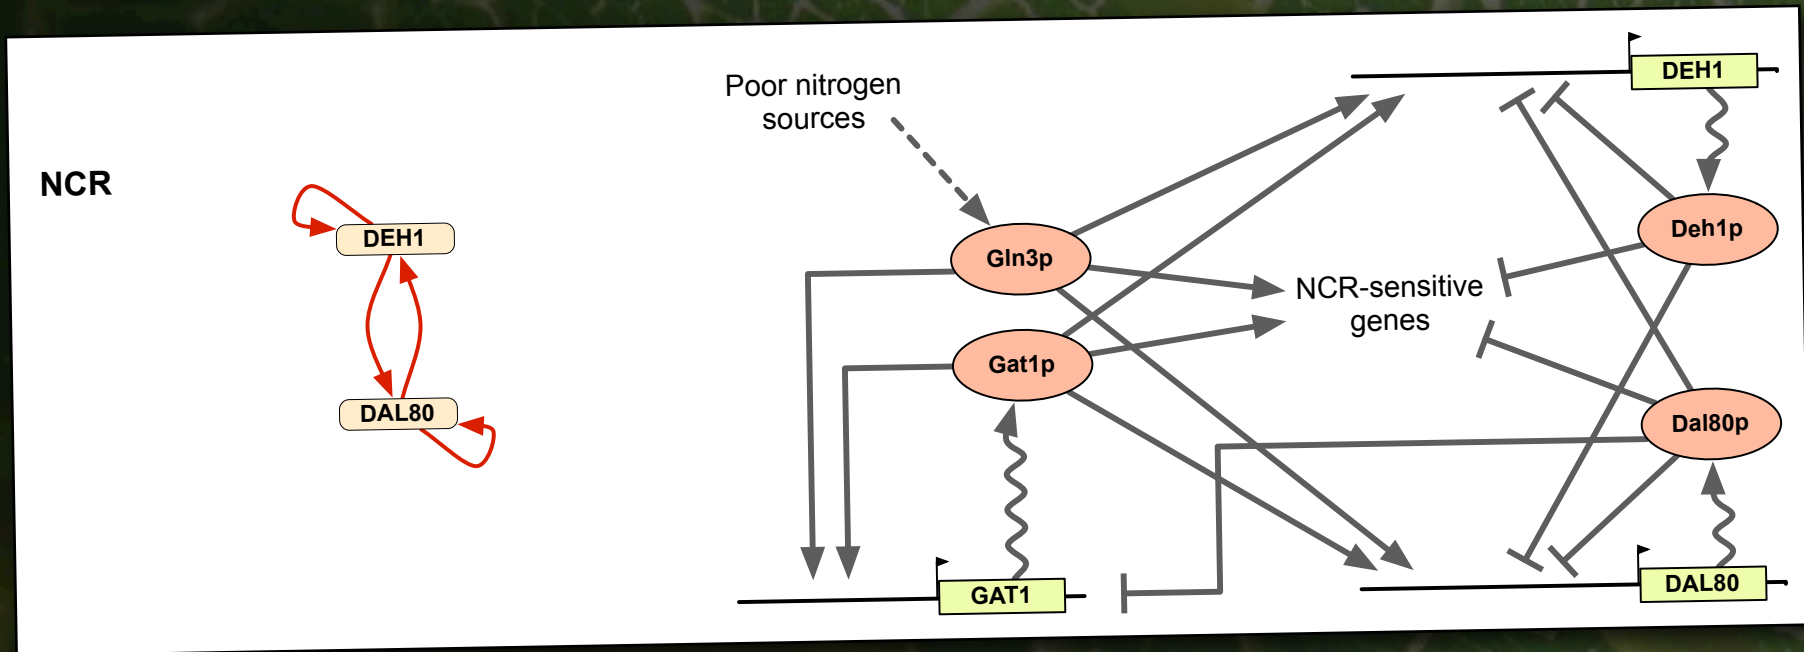 NCR
DEH1
DAL80
Poor nitrogen
sources
Gln3p
Gat1p
GAT1
NCR-sensitive
genes
DEH1
Deh1p
Dal80p
DAL80